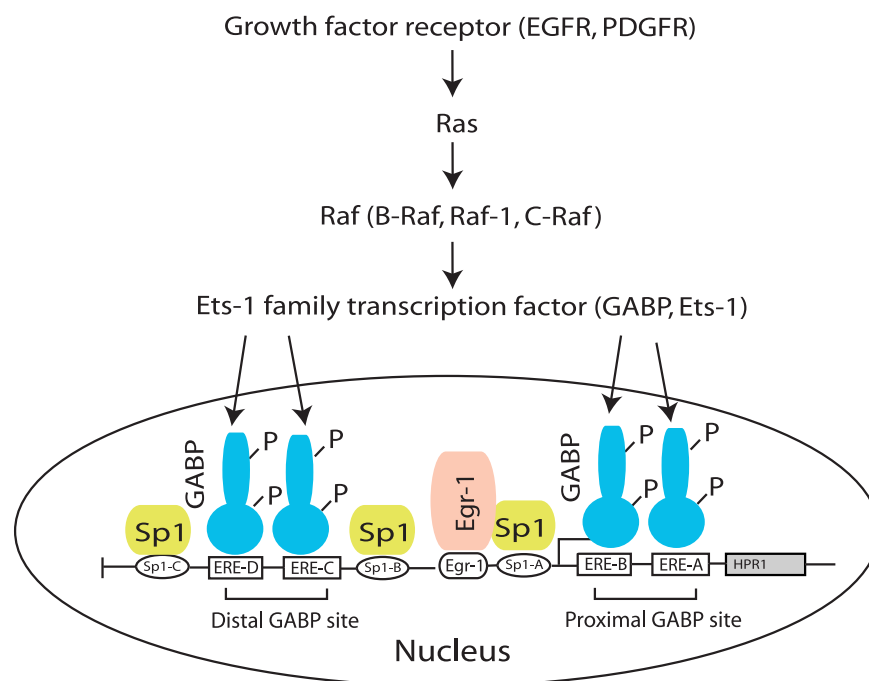 Growth factor receptor (EGFR, PDGFR)
Ras
Raf (B-Raf, Raf-1, C-Raf)
Ets-1 family transcription factor (GABP, Ets-1)
GABP
P
P
P
P
GABP
P
P
P
P
Sp1
Sp1
Egr-1
Sp1
Sp1-C
ERE-D
ERE-C
Sp1-B
Egr-1
Sp1-A
ERE-B
ERE-A
HPR1
Distal GABP site
Proximal GABP site
Nucleus